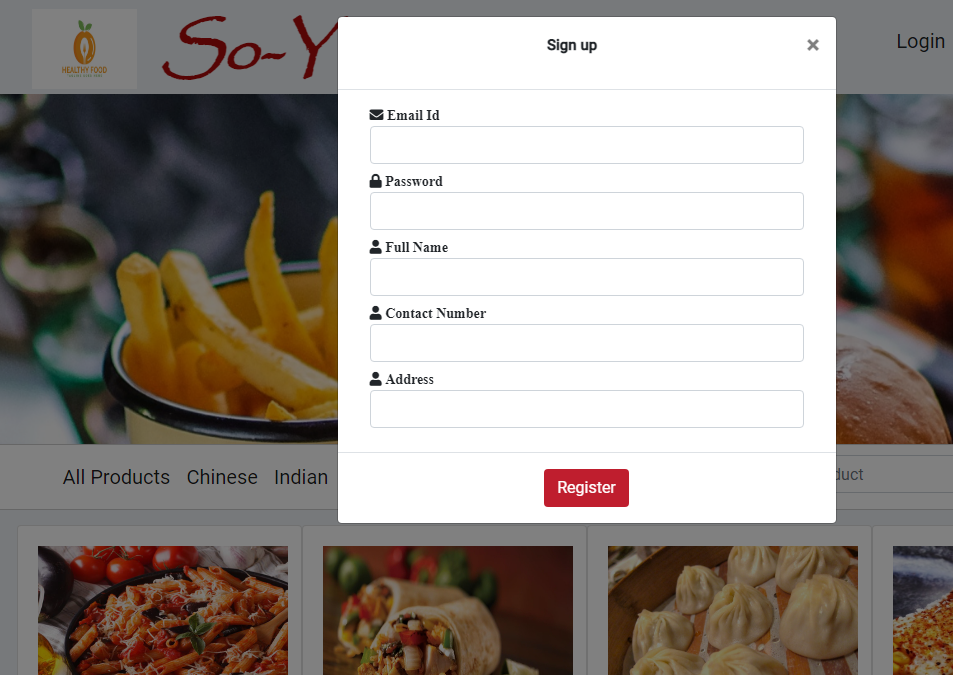 HEALTHY FOOD
So-Y
Sign up
×
Login
Email Id
Password
Full Name
Contact Number
Address
Register
All Products Chinese Indian
duct